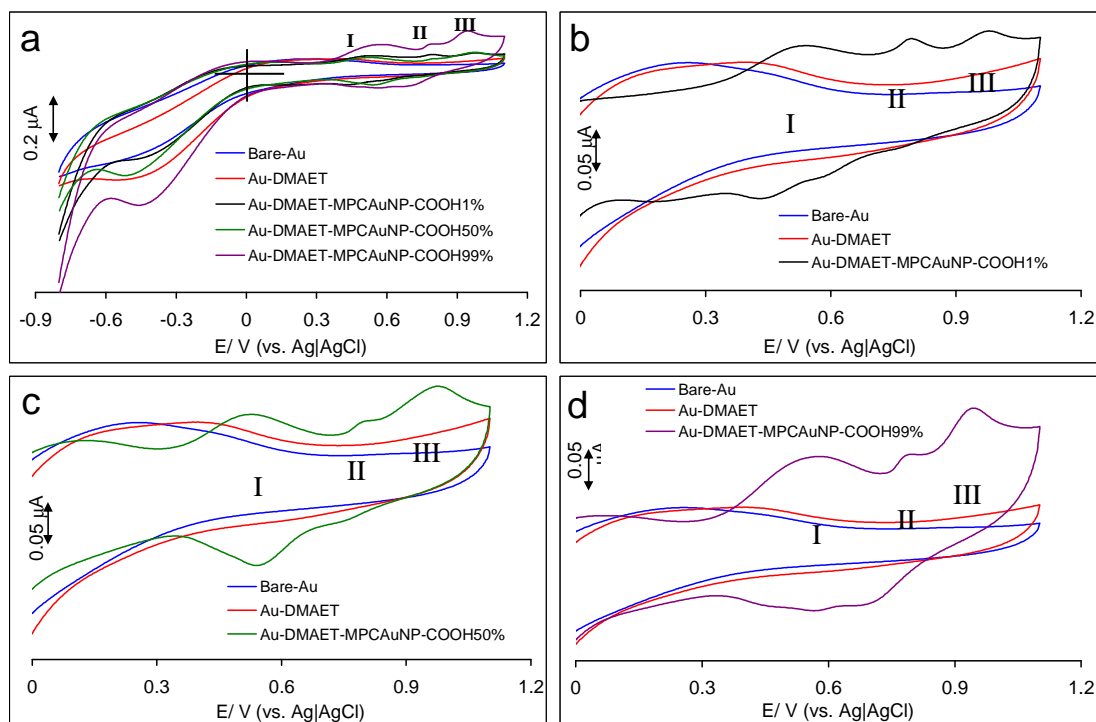 a
I II III
0.2 µA
Bare-Au
Au-DMAET
Au-DMAET-MPCAuNP-COOH1%
Au-DMAET-MPCAuNP-COOH50%
Au-DMAET-MPCAuNP-COOH99%
-0.9 -0.6 -0.3 0 0.3 0.6 0.9 1.2
E/ V (vs. Ag|AgCl)
b
I II III
0.05 µA
Bare-Au
Au-DMAET
Au-DMAET-MPCAuNP-COOH1%
0 0.3 0.6 0.9 1.2
E/ V (vs. Ag|AgCl)
c
I II III
0.05 µA
Bare-Au
Au-DMAET
Au-DMAET-MPCAuNP-COOH50%
0 0.3 0.6 0.9 1.2
E/ V (vs. Ag|AgCl)
d
Bare-Au
Au-DMAET
Au-DMAET-MPCAuNP-COOH99%
0.05
I II III
0 0.3 0.6 0.9 1.2
E/ V (vs. Ag|AgCl)